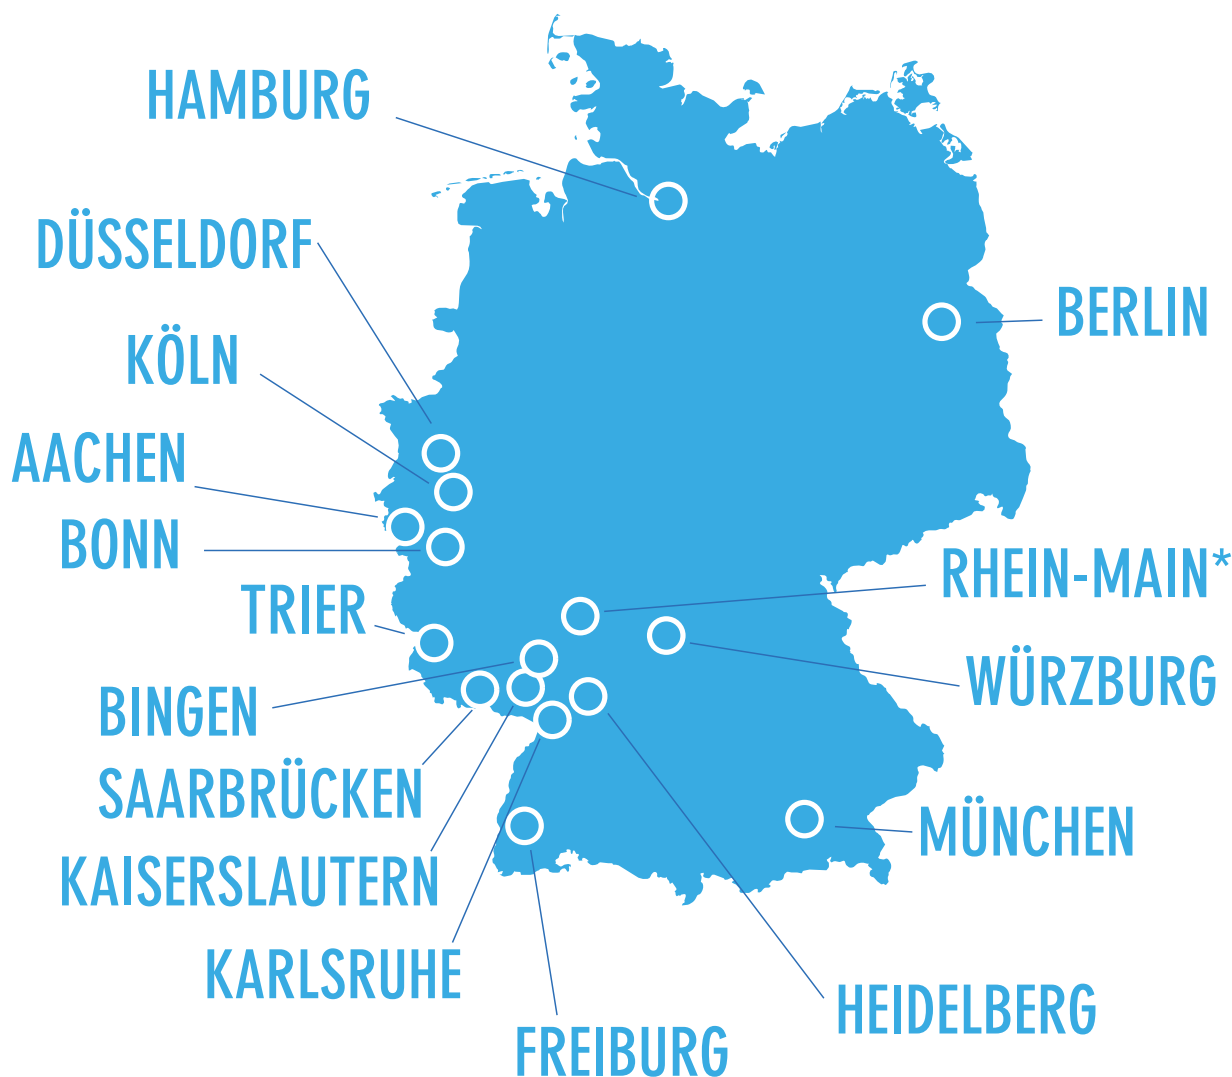 HAMBURG
DÜSSELDORF
BERLIN
KÖLN
AACHEN
BONN
RHEIN-MAIN*
TRIER
WÜRZBURG
BINGEN
SAARBRÜCKEN
MÜNCHEN
KAISERSLAUTERN
KARLSRUHE
HEIDELBERG
FREIBURG